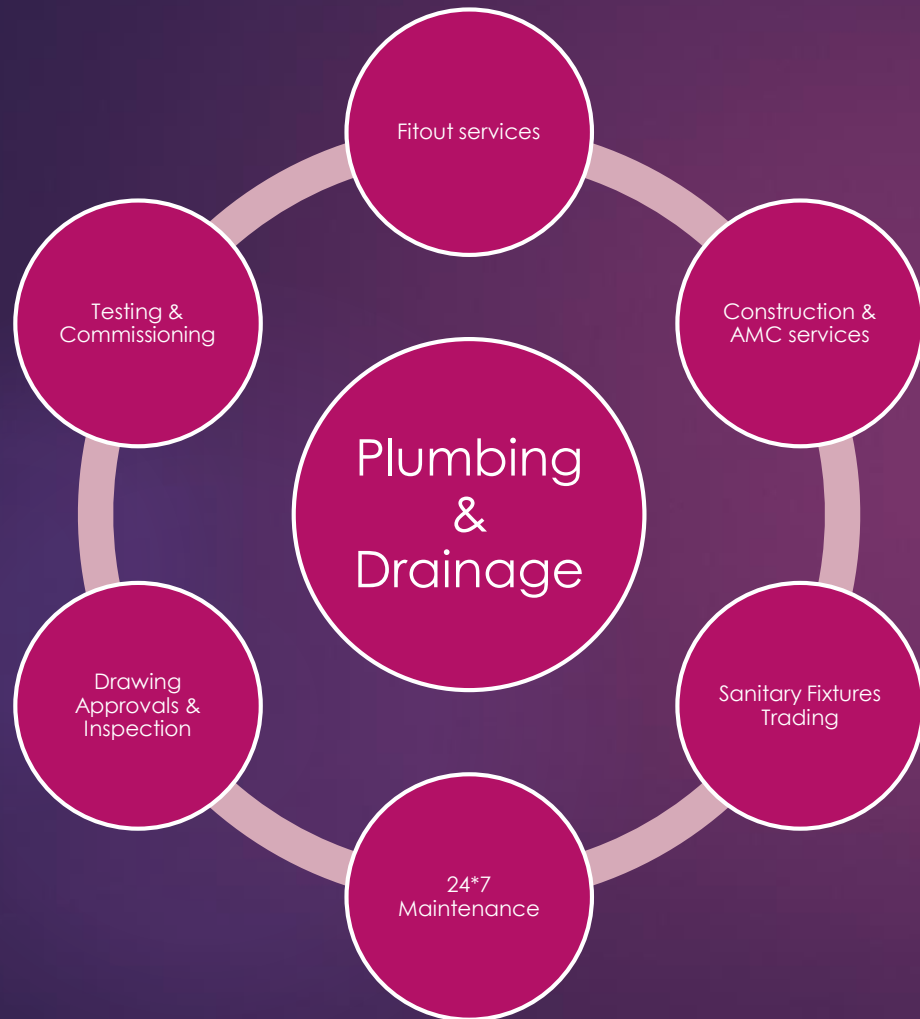 Fitout services
Construction &
AMC services
Sanitary Fixtures
Trading
24*7
Maintenance
Drawing
Approvals &
Inspection
Testing &
Commissioning
Plumbing
&
Drainage